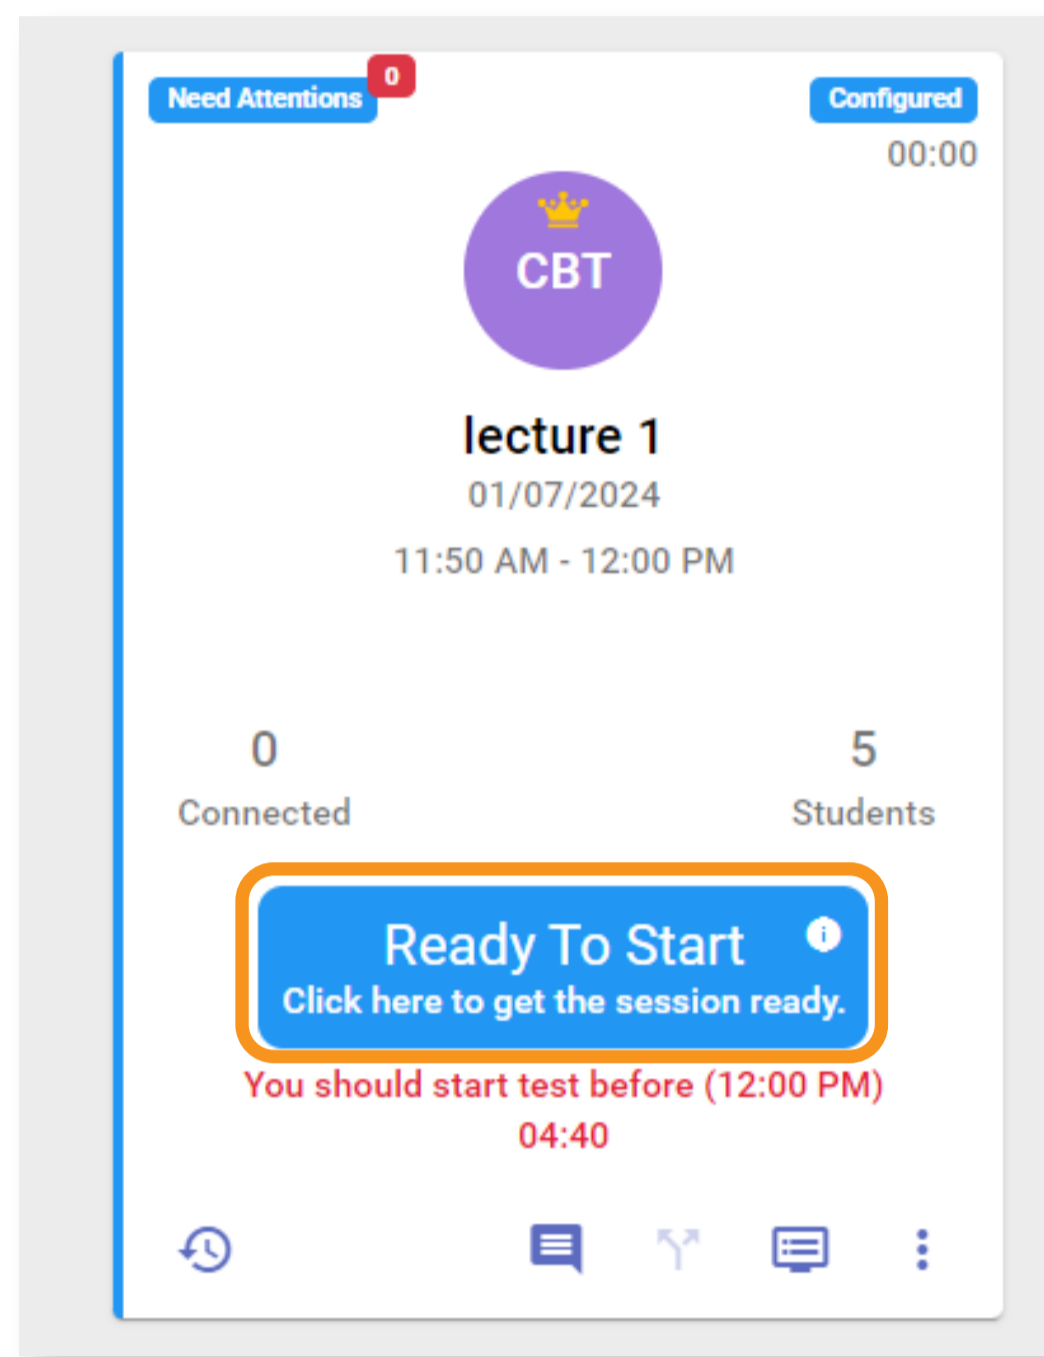 Need Attentions
0
Configured
00:00
CBT
lecture 1
01/07/2024
11:50 AM - 12:00 PM
0
5
Connected
Students
Ready To Start
i
Click here to get the session ready.
You should start test before (12:00 PM)
04:40